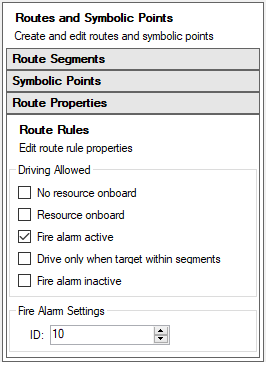 Routes and Symbolic Points
Create and edit routes and symbolic points
Route Segments
Symbolic Points
Route Properties
Route Rules
Edit route rule properties
Driving Allowed
No resource onboard
Resource onboard
Fire alarm active
Drive only when target within segments
Fire alarm inactive
Fire Alarm Settings
ID: 10